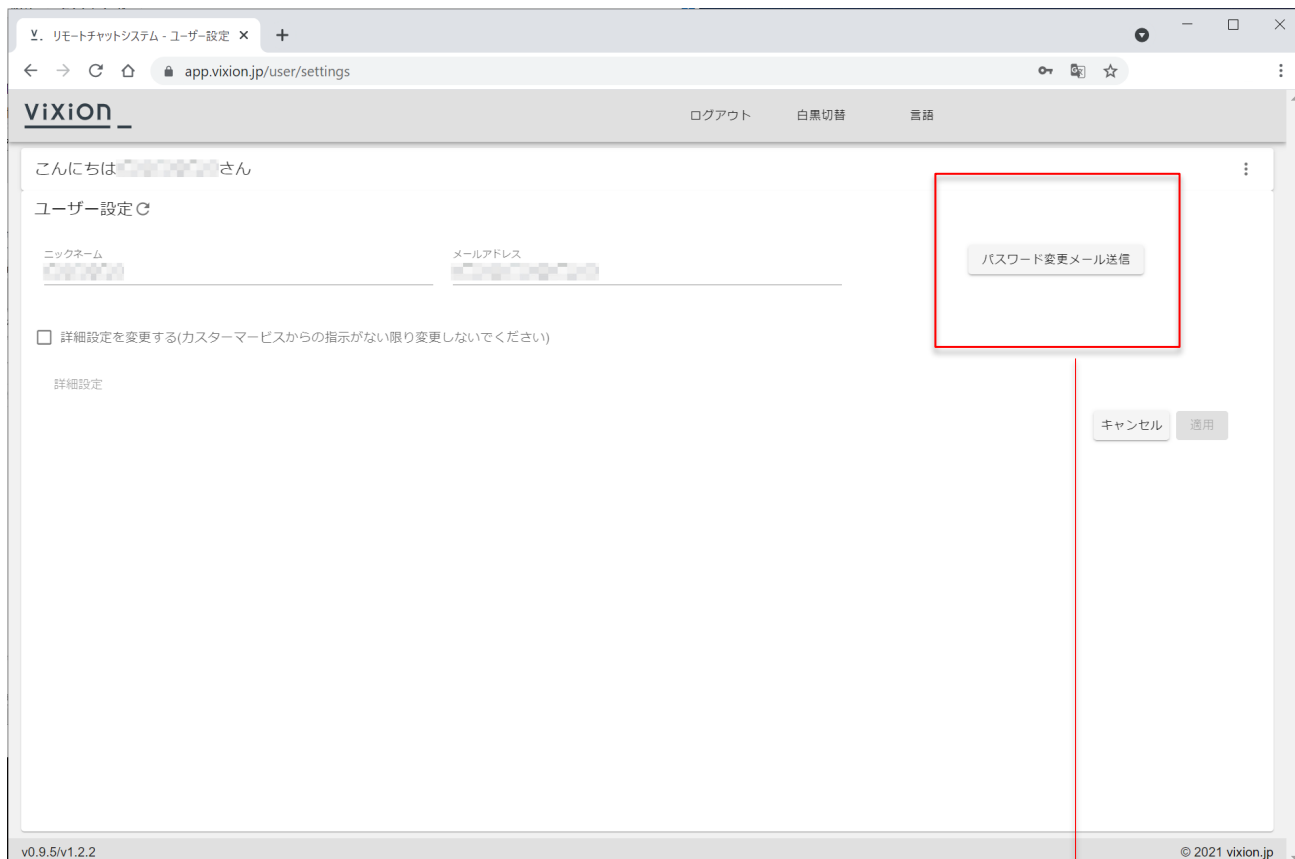 リモートチャットシステム - ユーザー設定
app.vixion.jp/user/settings
ViXion_
ログアウト 白黒切替 言語
こんにちは さん
ユーザー設定
ニックネーム メールアドレス
パスワード変更メール送信
詳細設定を変更する(カスターマービスからの指示がない限り変更しないでください)
詳細設定
キャンセル 適用
v0.9.5/v1.2.2 © 2021 vixion.jp